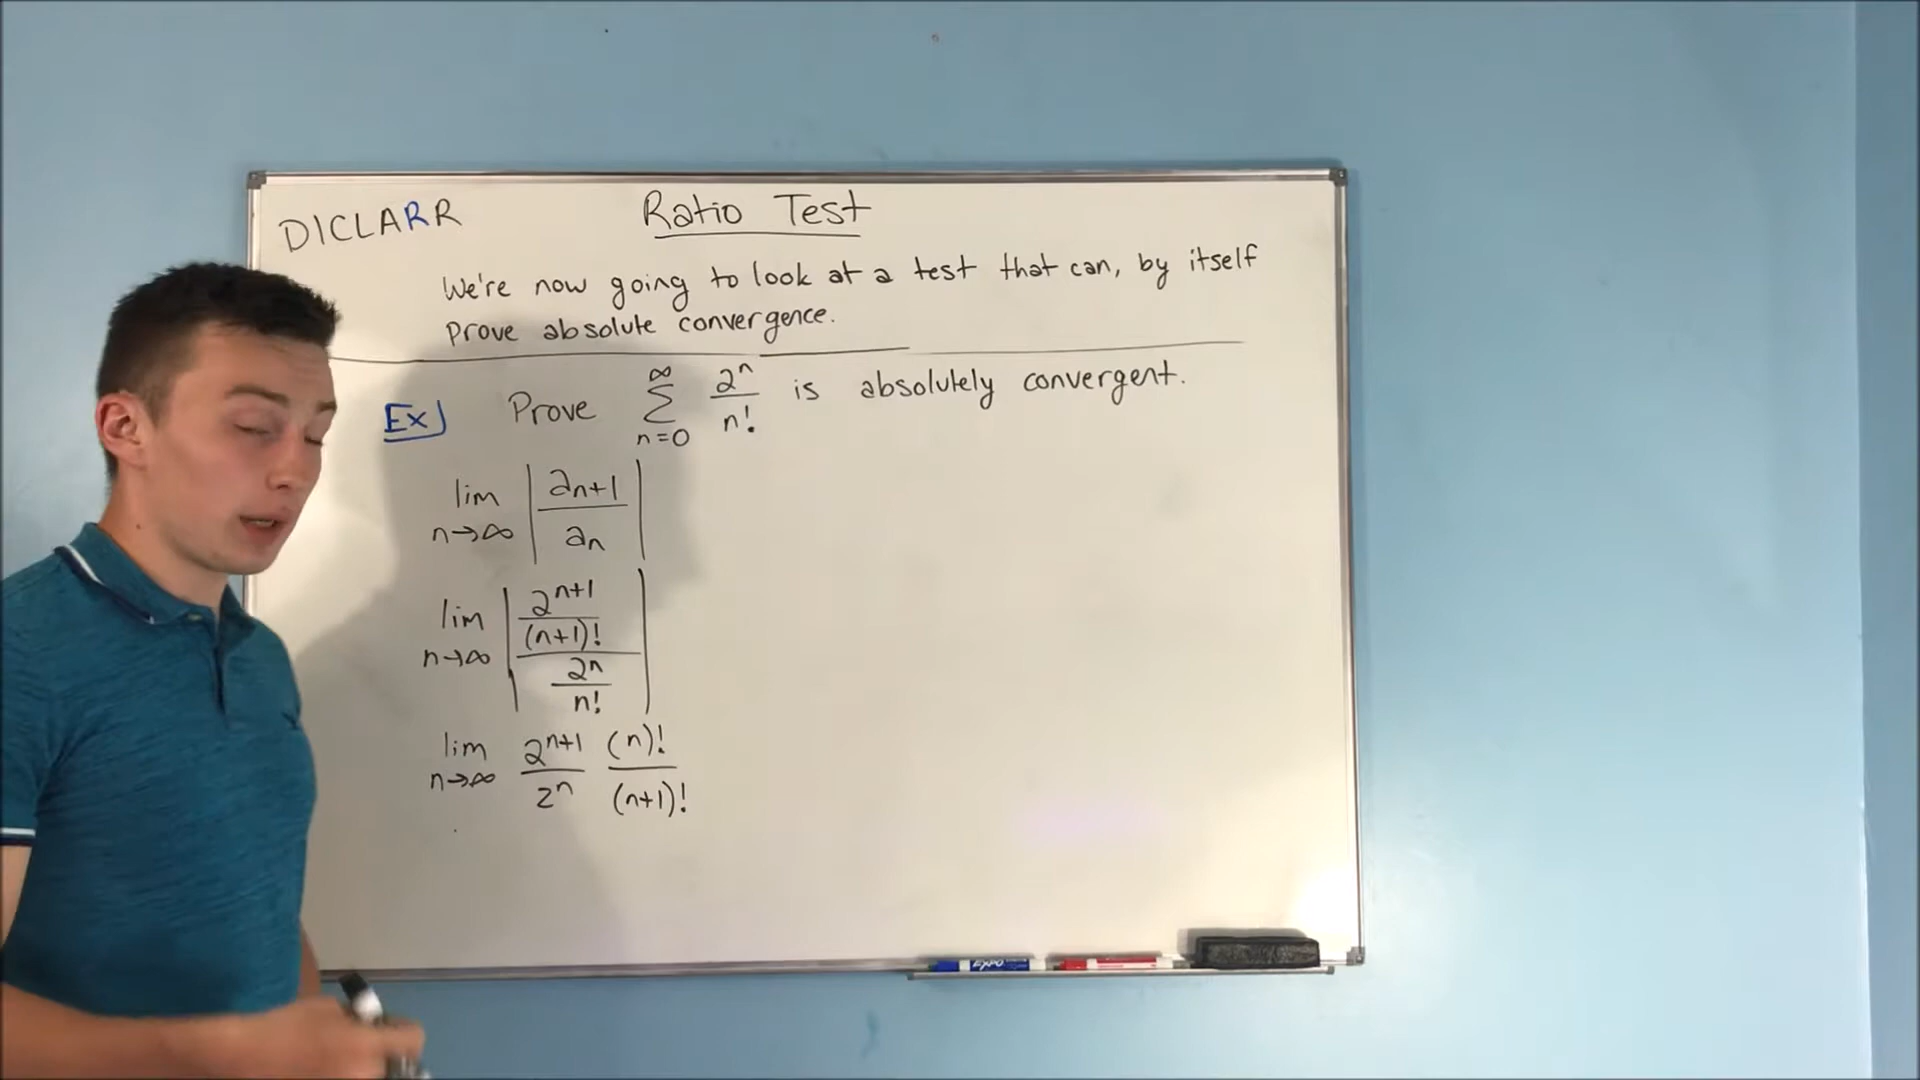 DICLARR
Ratio Test
We're now going to look at a test that can, by itself
Prove absolute convergence.
Ex) Prove ∞ Σ n=0 2^n / n! is absolutely convergent.
lim n→∞ | a_n+1 / a_n |
lim n→∞ | (2^n+1 / (n+1)!) / (2^n / n!) |
lim n→∞ 2^n+1 / 2^n (n)! / (n+1)!
EXPO